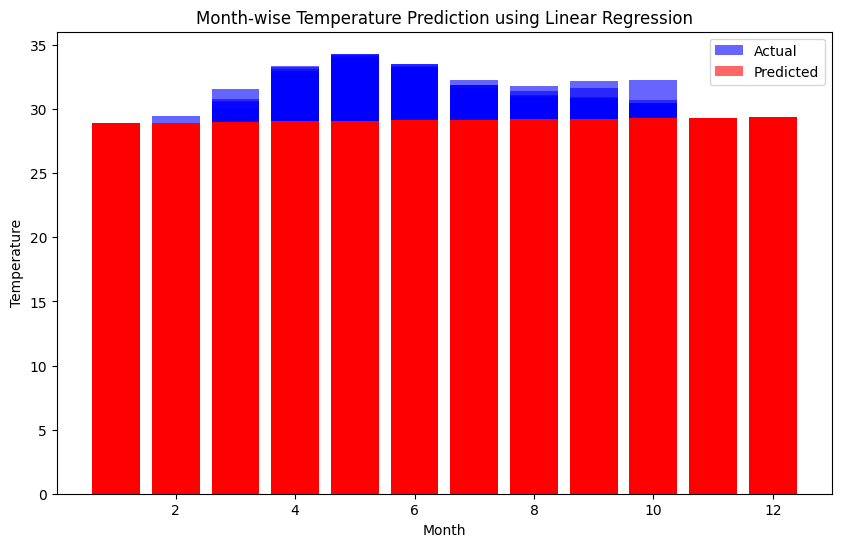 Month-wise Temperature Prediction using Linear Regression
Actual
Predicted
35
30
25
20
15
10
5
0
Temperature
2 4 6 8 10 12
Month